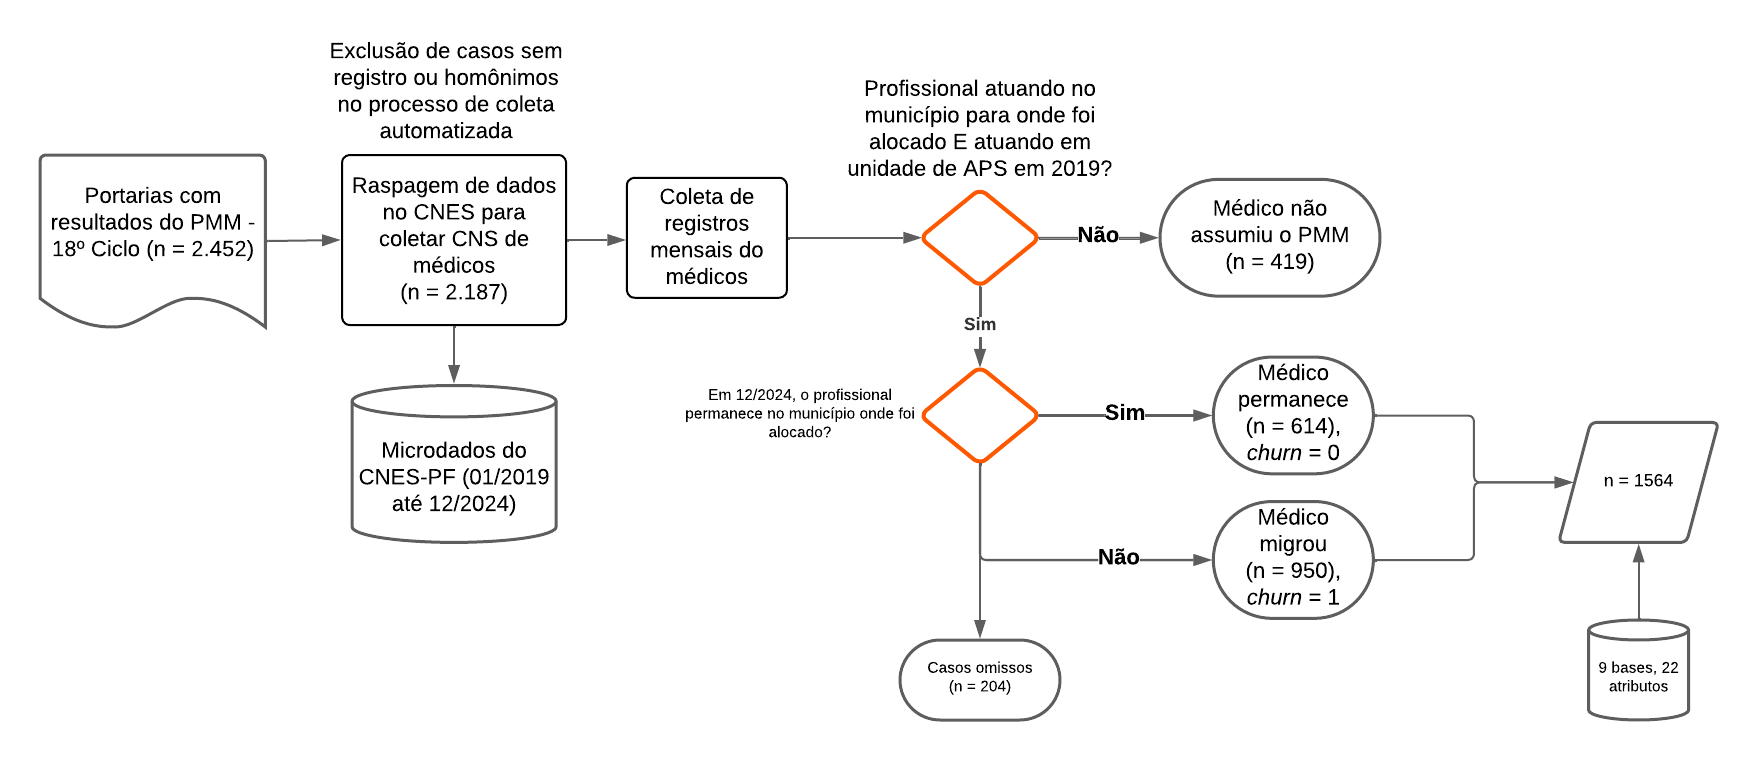 Exclusão de casos sem
registro ou homônimos
no processo de coleta
automatizada
Portarias com
resultados do PMM -
18º Ciclo (n = 2.452)
Raspagem de dados
no CNES para
coletar CNS de
médicos
(n = 2.187)
Microdados do
CNES-PF (01/2019
até 12/2024)
Coleta de
registros
mensais do
médicos
Profissional atuando no
município para onde foi
alocado E atuando em
unidade de APS em 2019?
Não
Médico não
assumiu o PMM
(n = 419)
Sim
Em 12/2024, o profissional
permanece no município onde foi
alocado?
Sim
Médico
permanece
(n = 614),
churn = 0
Não
Médico
migrou
(n = 950),
churn = 1
Casos omissos
(n = 204)
n = 1564
9 bases, 22
atributos